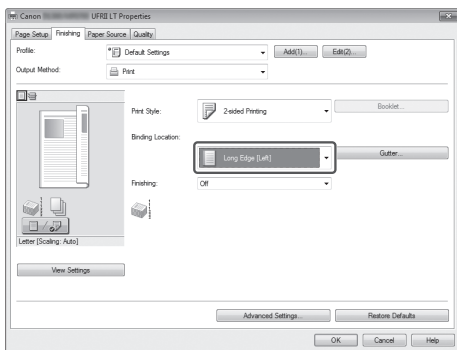 Canon UFRII LT Properties
Page Setup Finishing Paper Source Quality
Profile: Default Settings Add(1)... Edit(2)...
Output Method: Print
Print Style: 2-sided Printing Booklet...
Binding Location:
Long Edge [Left] Gutter...
Finishing: Off
Letter [Scaling: Auto]
View Settings
Advanced Settings... Restore Defaults
OK Cancel Help